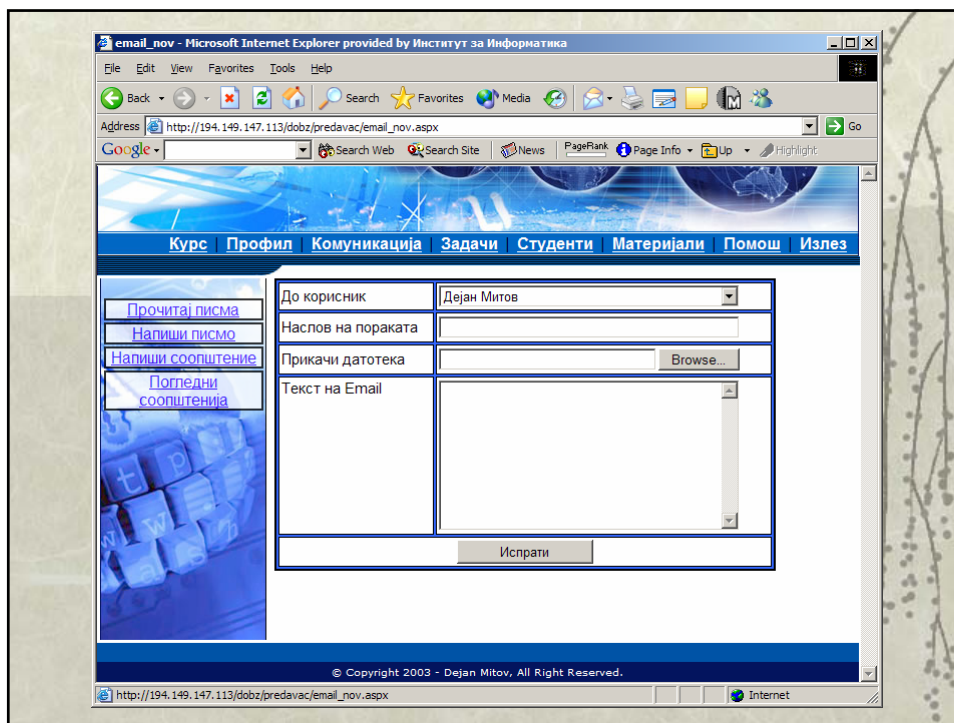 email_nov - Microsoft Internet Explorer provided by Институт за Информатика
File Edit View Favorites Tools Help
Back Search Favorites Media
Address http://194.149.147.113/dobz/predavac/email_nov.aspx Go
Google Search Web Search Site News PageRank Page Info Up Highlight
Курс | Профил | Комуникација | Задачи | Студенти | Материјали | Помош | Излез
Прочитај писма
Напиши писмо
Напиши соопштение
Погледни
соопштенија
До корисник Дејан Митов
Наслов на пораката
Прикачи датотека Browse...
Текст на Email
Испрати
© Copyright 2003 - Dejan Mitov, All Right Reserved.
http://194.149.147.113/dobz/predavac/email_nov.aspx Internet